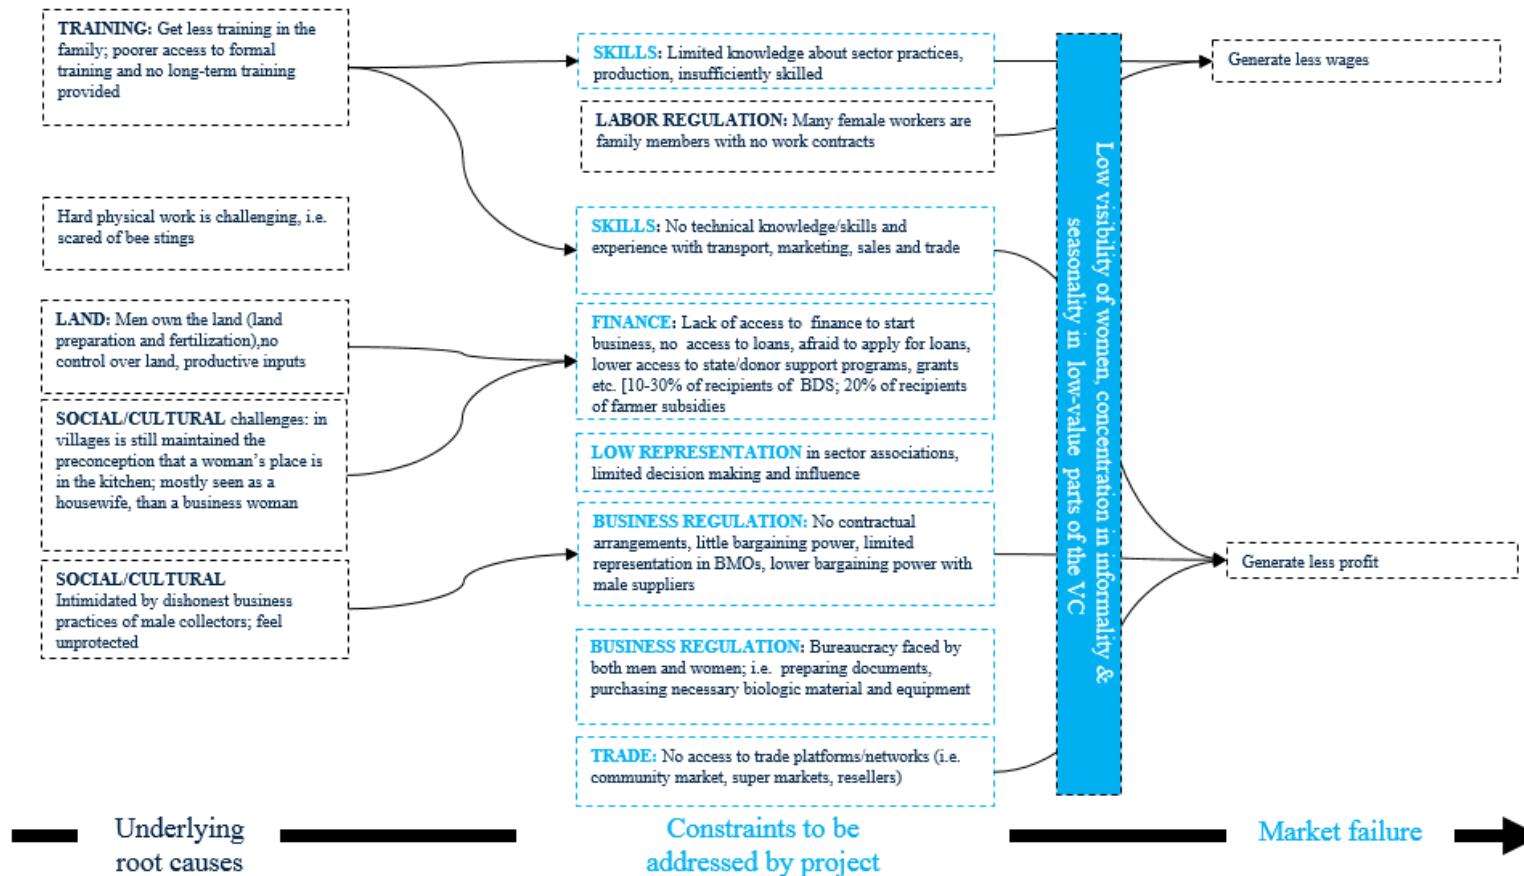 TRAINING: Get less training in the
family; poorer access to formal
training and no long-term training
provided
Hard physical work is challenging, i.e.
scared of bee stings
LAND: Men own the land (land
preparation and fertilization),no
control over land, productive inputs
SOCIAL/CULTURAL challenges: in
villages is still maintained the
preconception that a woman's place is
in the kitchen; mostly seen as a
housewife, than a business woman
SOCIAL/CULTURAL
Intimidated by dishonest business
practices of male collectors; feel
unprotected
SKILLS: Limited knowledge about sector practices,
production, insufficiently skilled
LABOR REGULATION: Many female workers are
family members with no work contracts
SKILLS: No technical knowledge/skills and
experience with transport, marketing, sales and trade
FINANCE: Lack of access to finance to start
business, no access to loans, afraid to apply for loans,
lower access to state/donor support programs, grants
etc. [10-30% of recipients of BDS; 20% of recipients
of farmer subsidies
LOW REPRESENTATION in sector associations,
limited decision making and influence
BUSINESS REGULATION: No contractual
arrangements, little bargaining power, limited
representation in BMOs, lower bargaining power with
male suppliers
BUSINESS REGULATION: Bureaucracy faced by
both men and women; i.e. preparing documents,
purchasing necessary biologic material and equipment
TRADE: No access to trade platforms/networks (i.e.
community market, super markets, resellers)
Low visibility of women, concentration in informality &
seasonality in low-value parts of the VC
Generate less wages
Generate less profit
Underlying
root causes
Constraints to be
addressed by project
Market failure